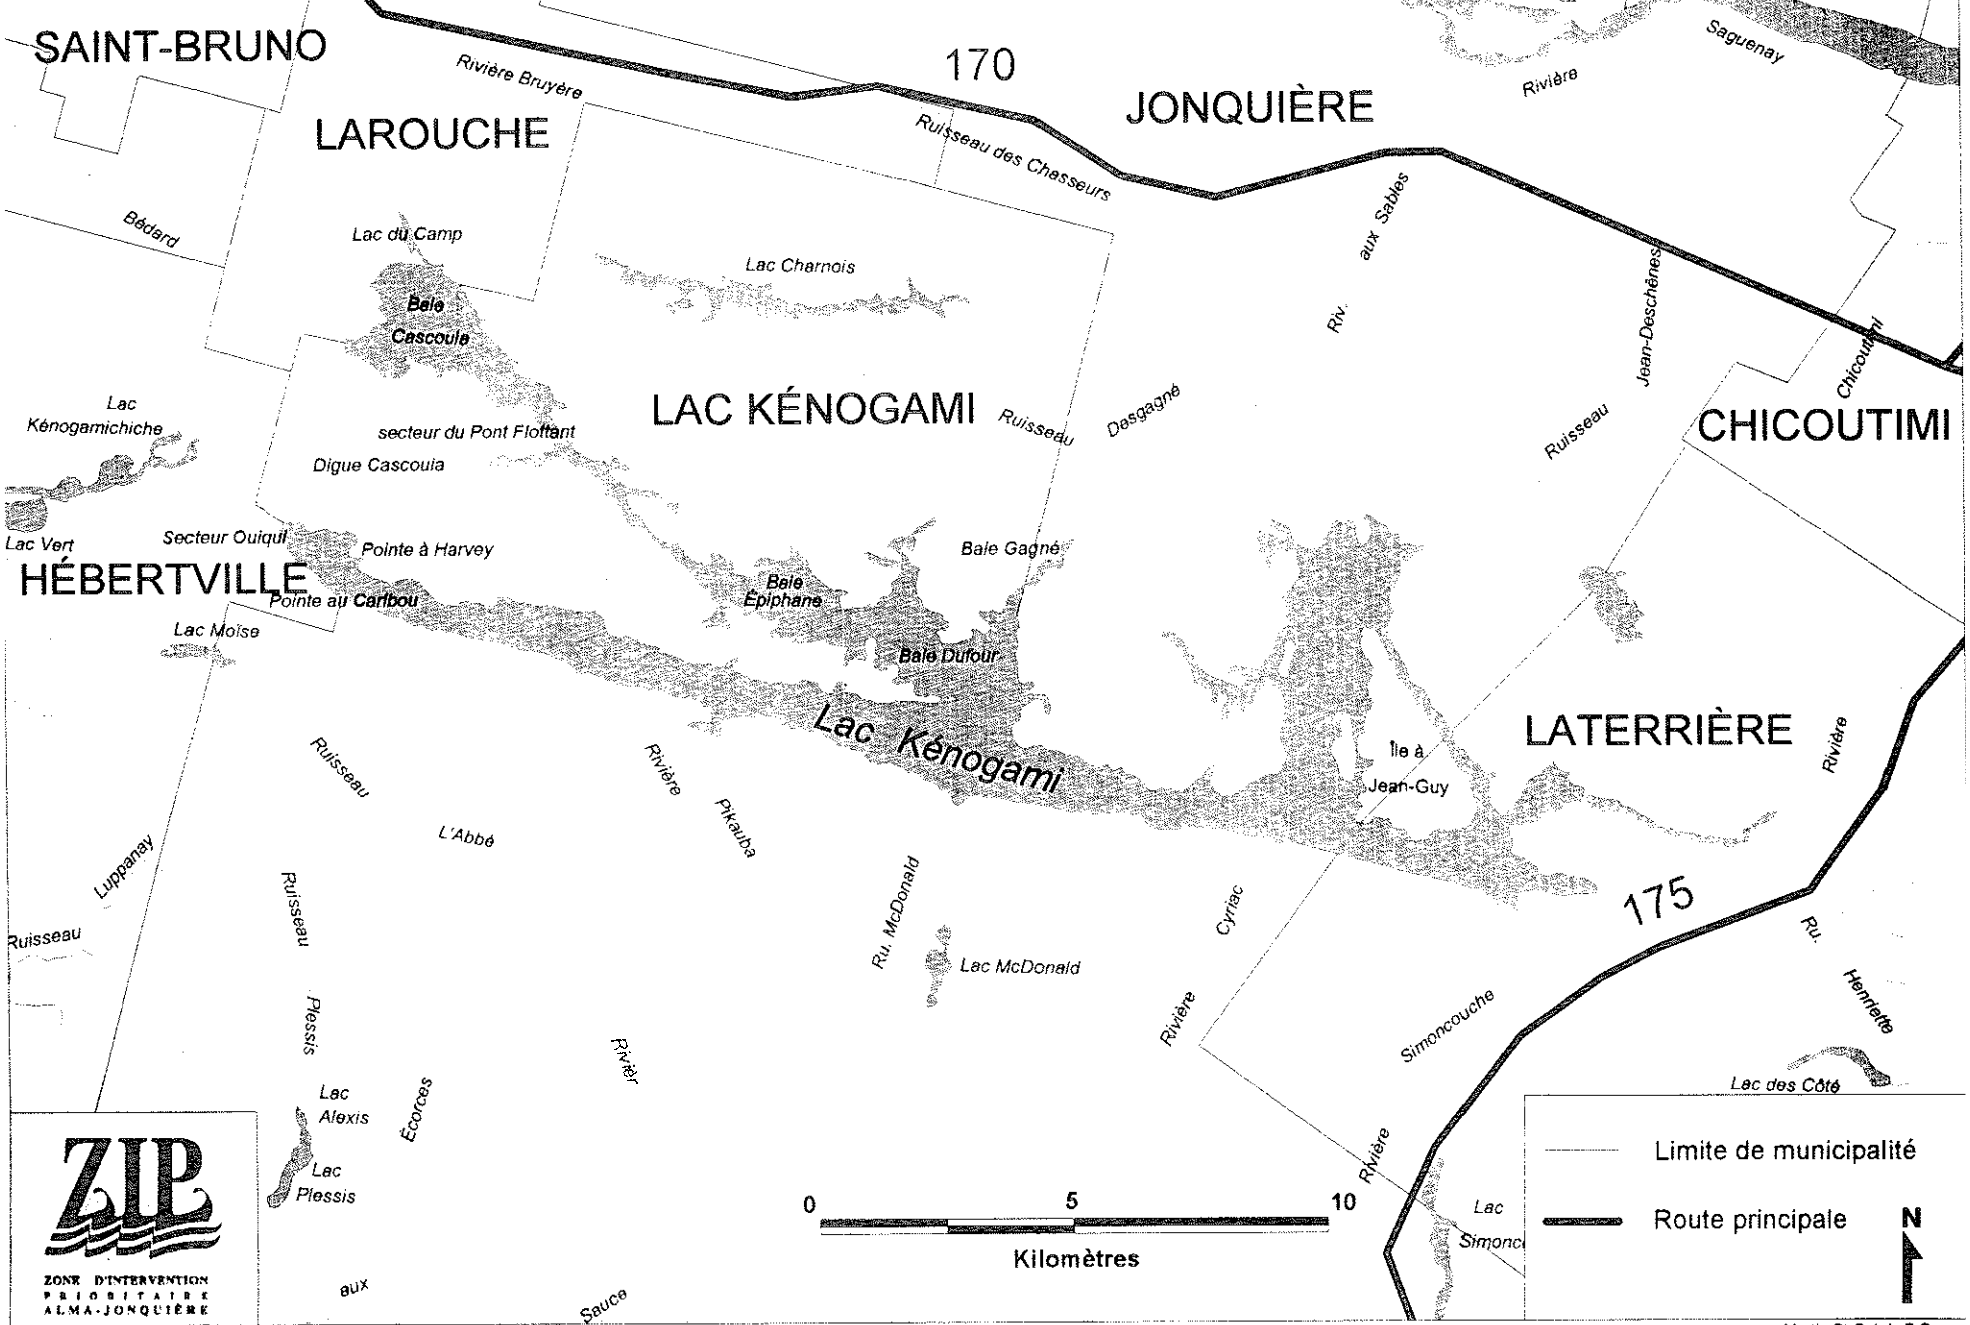 SAINT-BRUNO
170
Rivière Bruyère
Rivière
Saguenay
JONQUIÈRE
LAROUCHE
Ruisseau des Chasseurs
Bédard
Lac du Camp
Lac Charnois
Riv.
aux Sables
Jean-Deschênes
Ruisseau
Chicoutimi
Baie
Cascouia
LAC KÉNOGAMI
Ruisseau
Desgagné
CHICOUTIMI
Lac
Kénogamichiche
secteur du Pont Flottant
Digue Cascouia
Lac Vert
Secteur Ouiqui
Pointe à Harvey
Baie Gagné
HÉBERTVILLE
Pointe au Caribou
Baie
Épiphane
Lac Moïse
Baie Dufour
Lac Kénogami
LATERRIÈRE
Rivière
Île à
Jean-Guy
Ruisseau
L'Abbé
Rivière
Pikauba
Luppanay
Ruisseau
Ruisseau
Plessis
Ru. McDonald
Lac McDonald
Cyriac
Rivière
175
Ru.
Henriette
Simoncouche
Rivière
Lac des Côté
Lac
Alexis
Lac
Plessis
Écorces
aux
Rivièr
Sauce
Lac
Simonc
ZIP
ZONE D'INTERVENTION
PRIORITAIRE
ALMA-JONQUIÈRE
0 5 10
Kilomètres
Limite de municipalité
Route principale
N